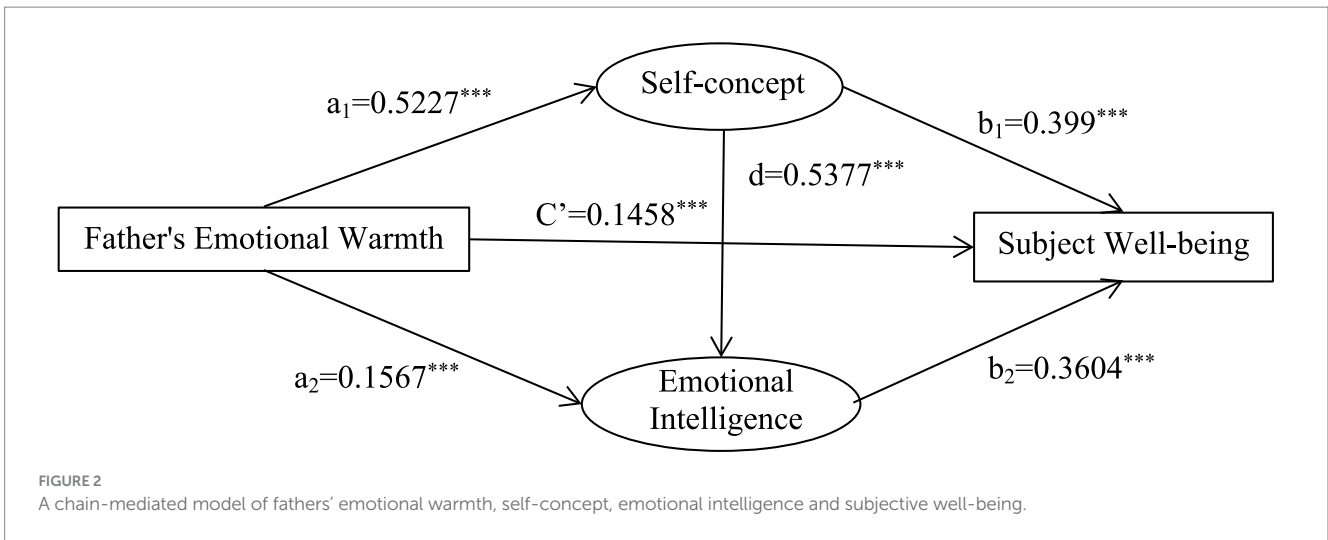 Self-concept
a₁=0.5227***
b₁=0.399***
d=0.5377***
C’=0.1458***
Father's Emotional Warmth
Subject Well-being
a₂=0.1567***
b₂=0.3604***
Emotional
Intelligence
FIGURE 2
A chain-mediated model of fathers’ emotional warmth, self-concept, emotional intelligence and subjective well-being.